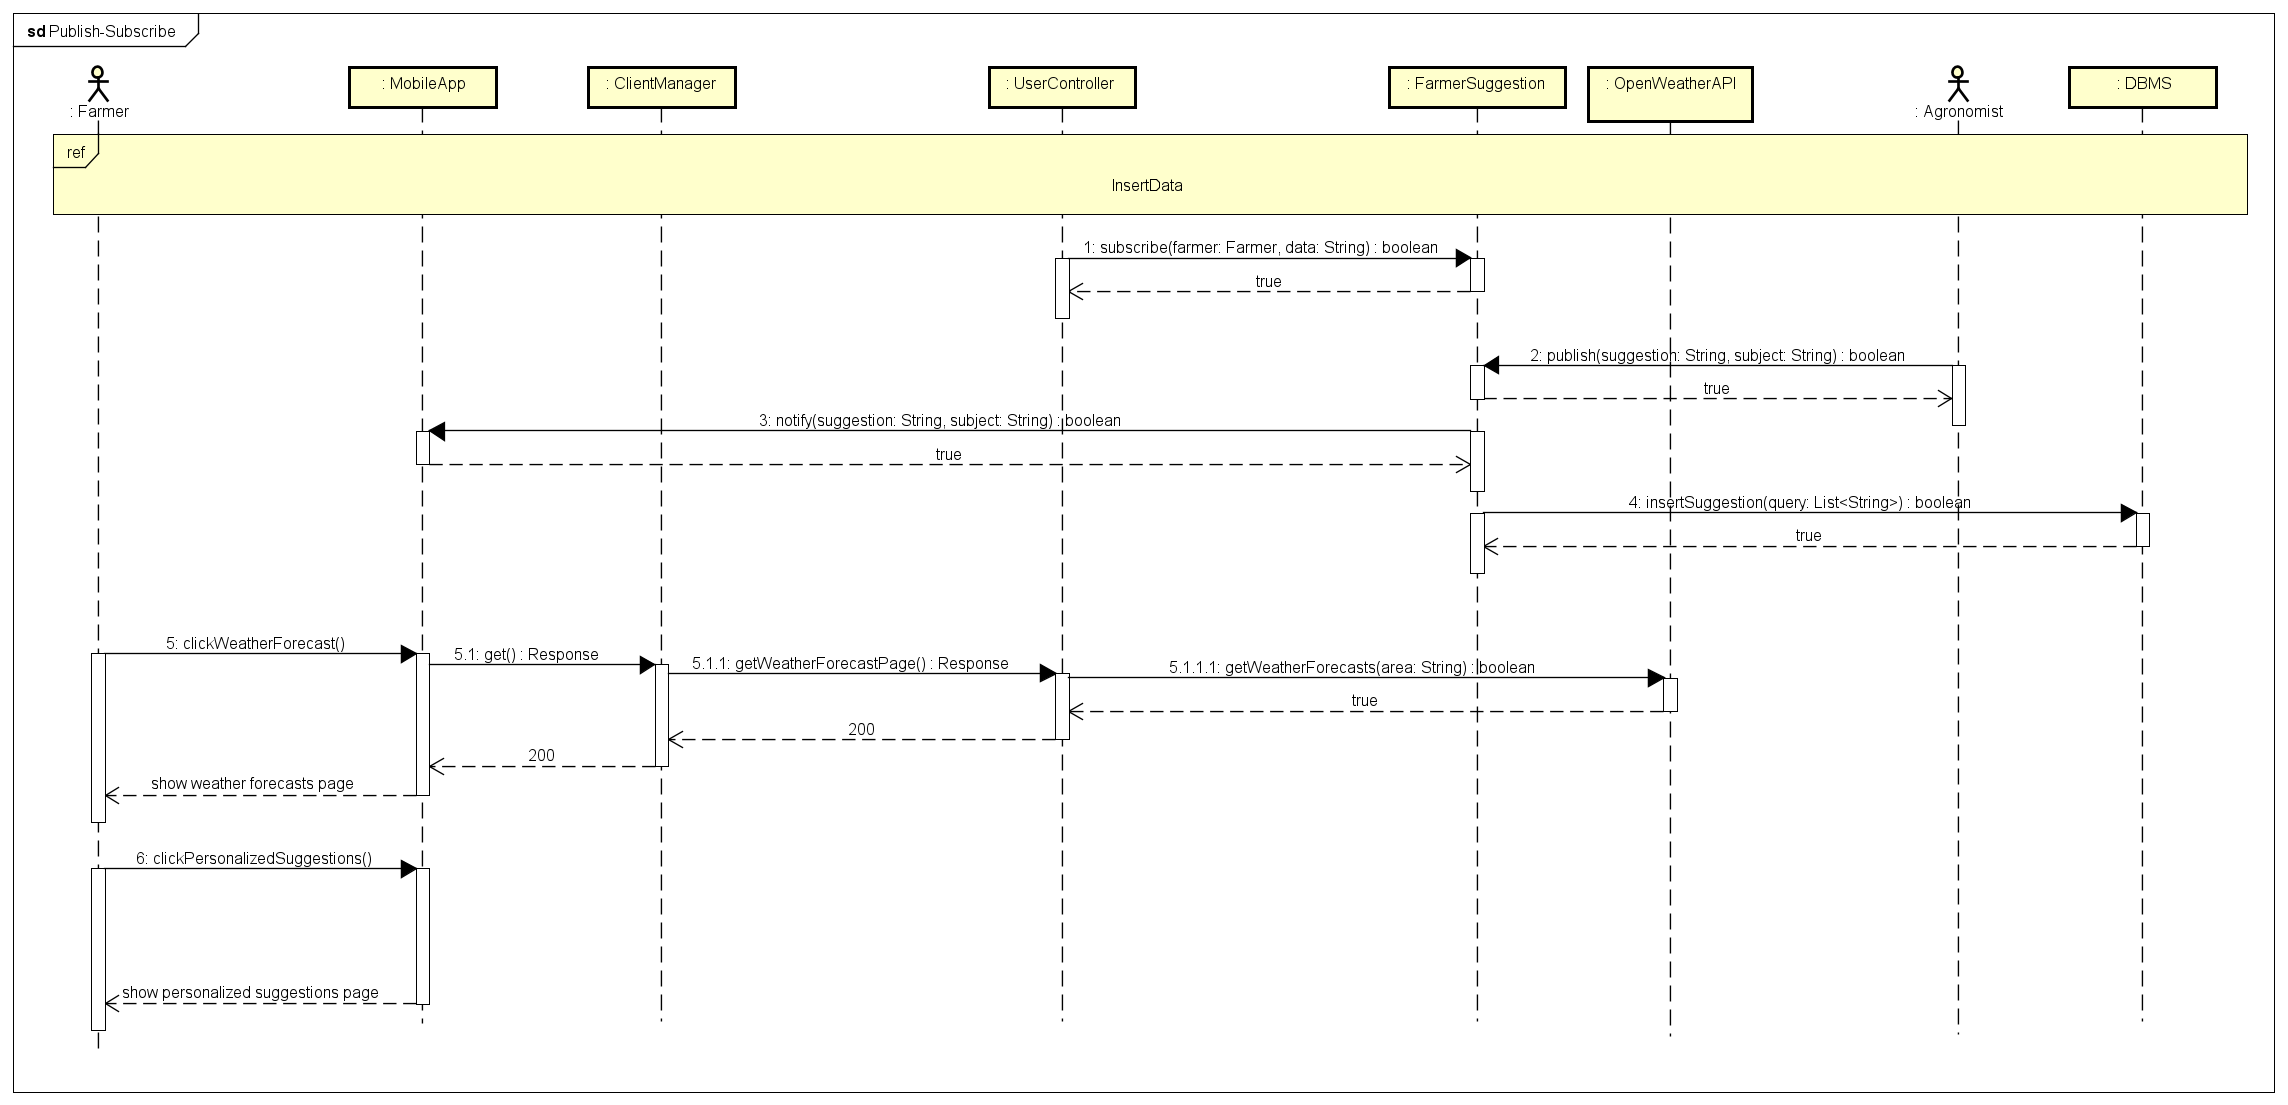 sd Publish-Subscribe
: Farmer
: MobileApp
: ClientManager
: UserController
: FarmerSuggestion
: OpenWeatherAPI
: Agronomist
: DBMS
ref
InsertData
1: subscribe(farmer: Farmer, data: String) : boolean
true
2: publish(suggestion: String, subject: String) : boolean
true
3: notify(suggestion: String, subject: String) : boolean
true
4: insertSuggestion(query: List<String>) : boolean
true
5: clickWeatherForecast()
5.1: get() : Response
5.1.1: getWeatherForecastPage() : Response
5.1.1.1: getWeatherForecasts(area: String) : boolean
true
200
200
show weather forecasts page
6: clickPersonalizedSuggestions()
show personalized suggestions page